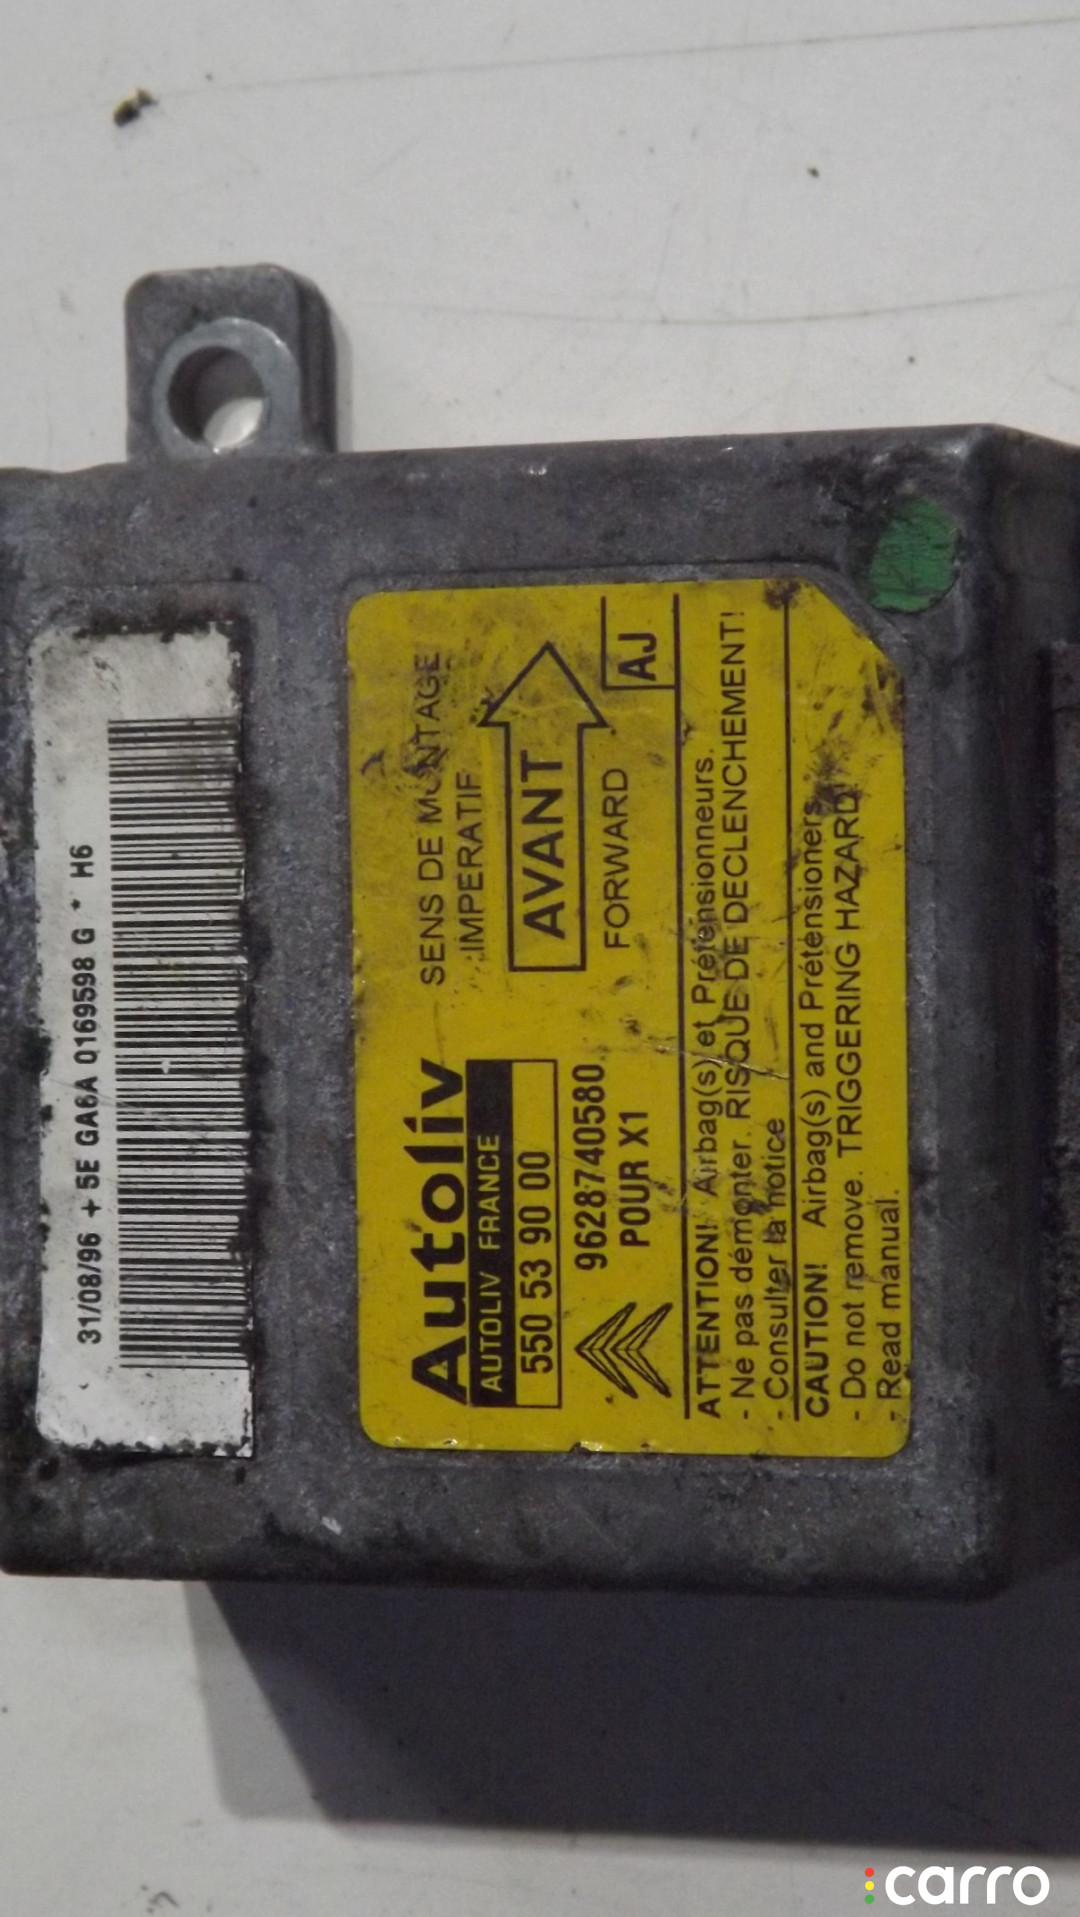 31/08/96 + 5E GA6A 0169598 G * H6
Autoliv
AUTOLIV FRANCE
550 53 90 00
9628740580
POUR X1
SENS DE MONTAGE
IMPERATIF
AVANT
FORWARD
AJ
ATTENTION! Airbag(s) et Prétensionneurs.
- Ne pas démonter. RISQUE DE DECLENCHEMENT!
- Consulter la notice
CAUTION! Airbag(s) and Prétensioners
- Do not remove. TRIGGERING HAZARD!
- Read manual.
carro